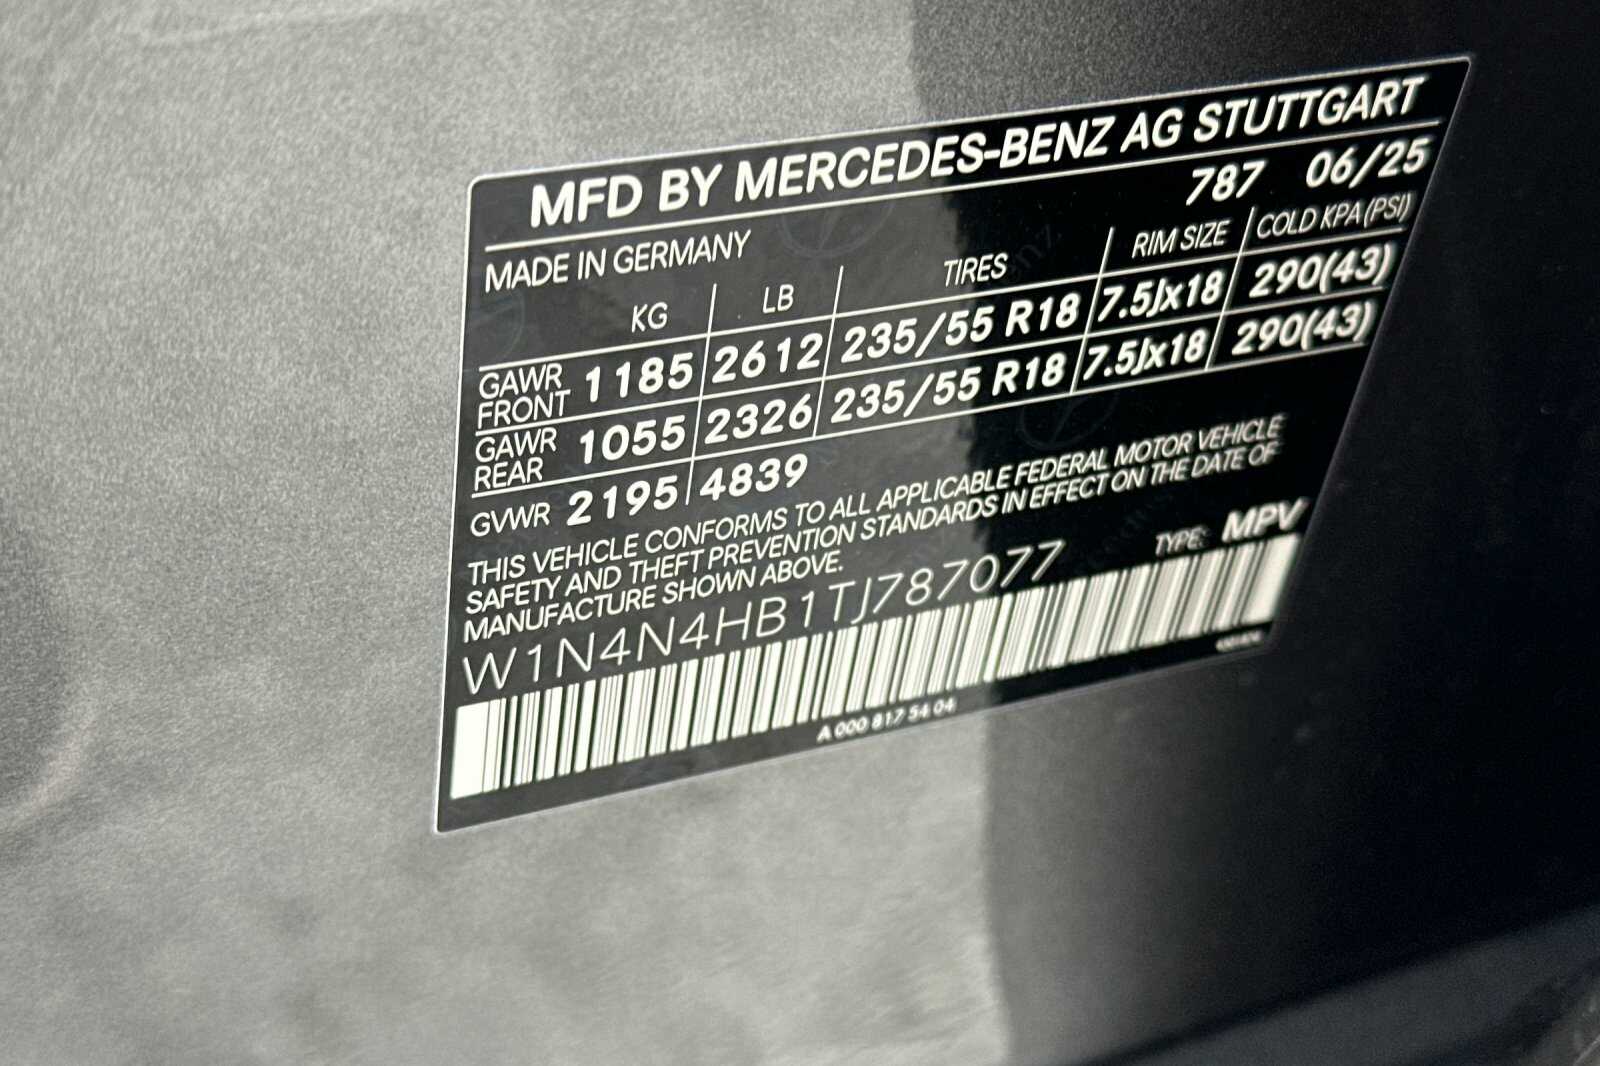 MFD BY MERCEDES-BENZ AG STUTTGART
MADE IN GERMANY 787 06/25
KG LB TIRES RIM SIZE COLD KPA(PSI)
GAWR FRONT 1185 2612 235/55 R18 7.5Jx18 290(43)
GAWR REAR 1055 2326 235/55 R18 7.5Jx18 290(43)
GVWR 2195 4839
THIS VEHICLE CONFORMS TO ALL APPLICABLE FEDERAL MOTOR VEHICLE
SAFETY AND THEFT PREVENTION STANDARDS IN EFFECT ON THE DATE OF
MANUFACTURE SHOWN ABOVE.
W1N4N4HB1TJ787077 TYPE: MPV
A 000 817 54 04